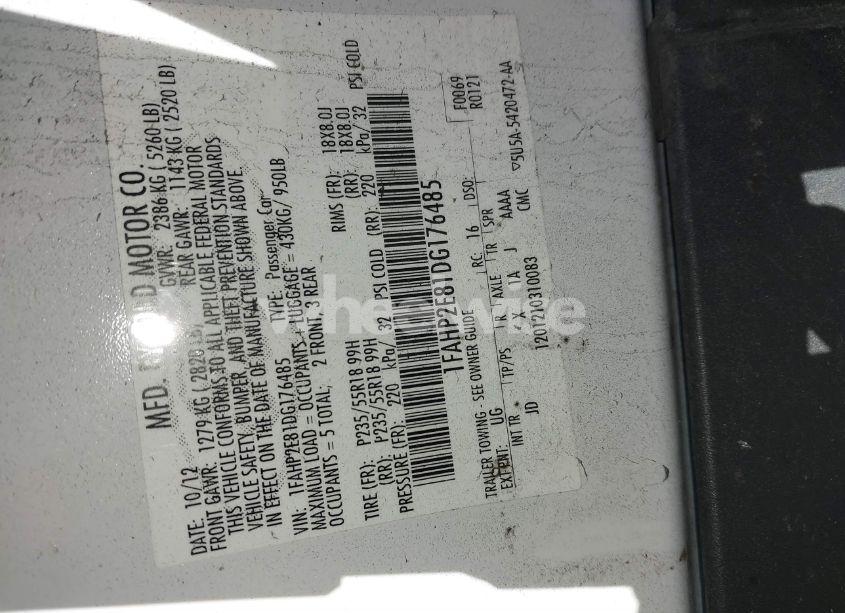 MFD. BY FORD MOTOR CO.
DATE: 10/12 GVWR: 2386 KG (5260 LB)
FRONT GAWR: 1279 KG (2820 LB) REAR GAWR: 1143 KG (2520 LB)
THIS VEHICLE CONFORMS TO ALL APPLICABLE FEDERAL MOTOR
VEHICLE SAFETY, BUMPER, AND THEFT PREVENTION STANDARDS
IN EFFECT ON THE DATE OF MANUFACTURE SHOWN ABOVE
VIN: 1FAHP2E81DG176485 TYPE: Passenger Car
MAXIMUM LOAD = OCCUPANTS + LUGGAGE = 430KG/ 950LB
OCCUPANTS = 5 TOTAL; 2 FRONT, 3 REAR
TIRE (FR): P235/55R18 99H RIMS (FR): 18X8.0J
(RR): P235/55R18 99H (RR): 18X8.0J
PRESSURE (FR): 220 kPa/ 32 PSI COLD (RR): 220 kPa/ 32 PSI COLD
1FAHP2E81DG176485
F0069
R0121
TRAILER TOWING - SEE OWNER GUIDE RC: 16 DSO:
EXT PNT: UG
INT TR TP/PS R AXLE TR SPR
JD X 1A J AAAA
1201210310083 CMC
▽5U5A-5420472-AA
wheelwire